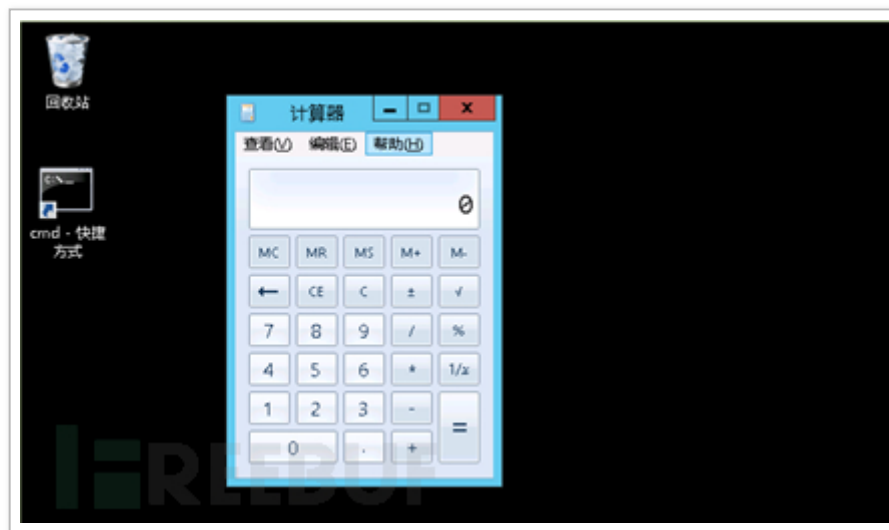 回收站
C:\_
cmd - 快捷
方式
计算器
查看(V) 编辑(E) 帮助(H)
0
MC MR MS M+ M-
← CE C ± √
7 8 9 / %
4 5 6 * 1/x
1 2 3 - =
0 . +
FREEBUF